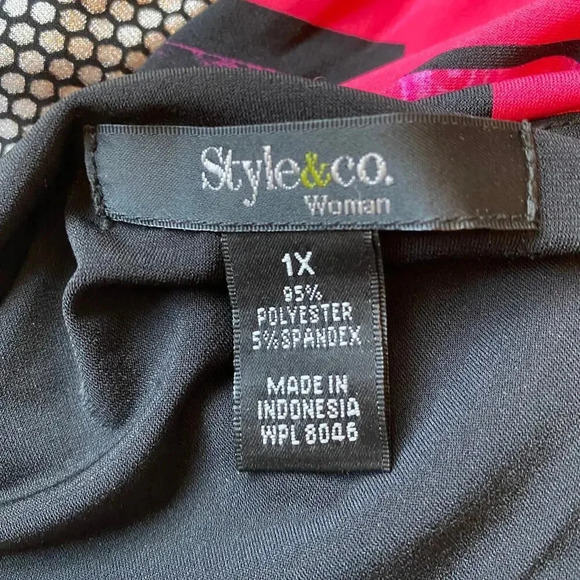 Style&co.
Woman
1X
95%
POLYESTER
5%SPANDEX
MADE IN
INDONESIA
WPL 8046